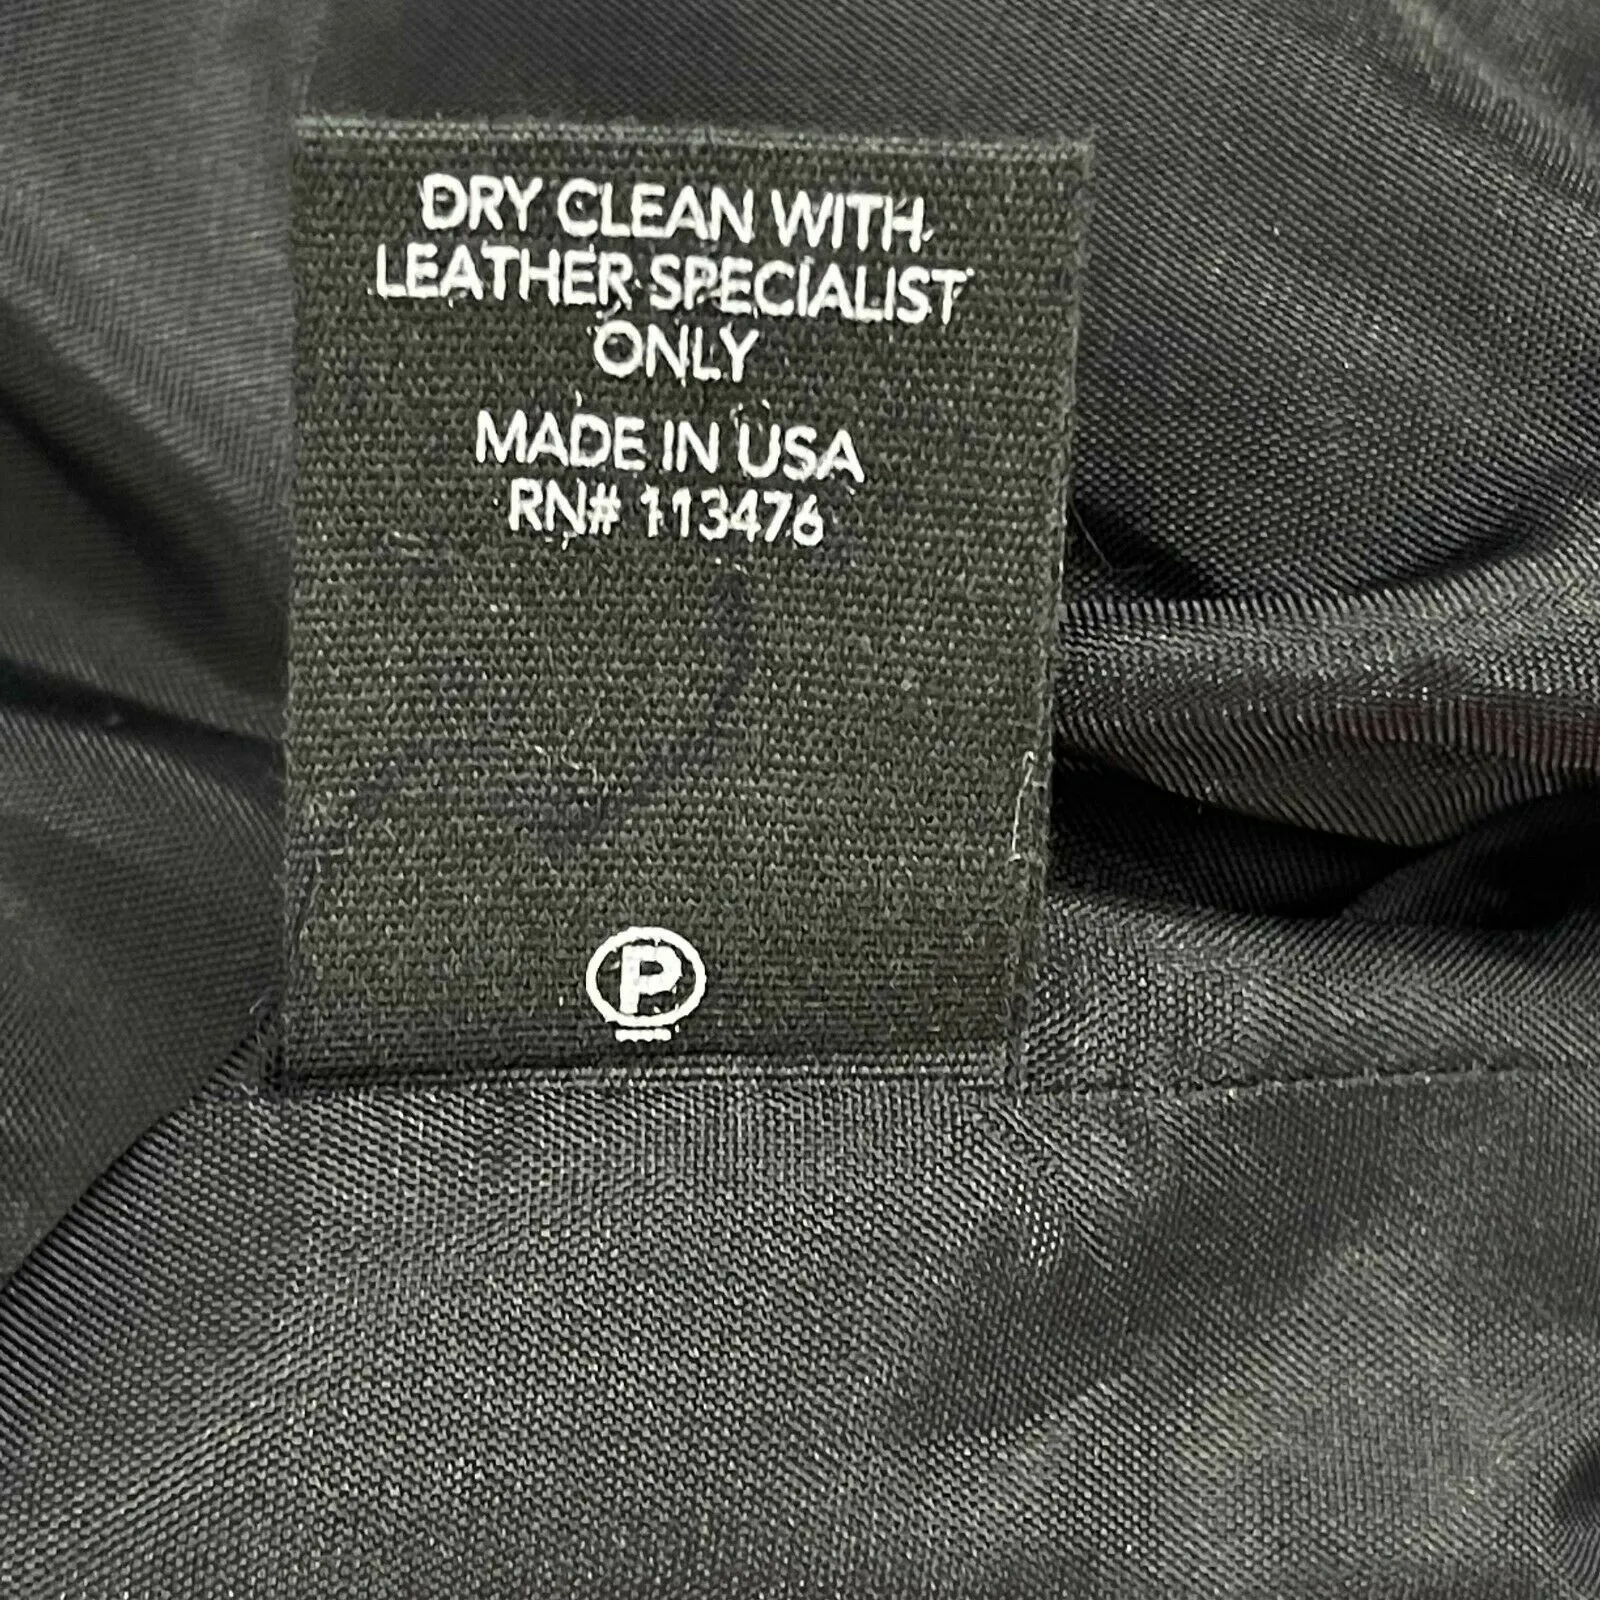 DRY CLEAN WITH
LEATHER SPECIALIST
ONLY
MADE IN USA
RN# 113476
P